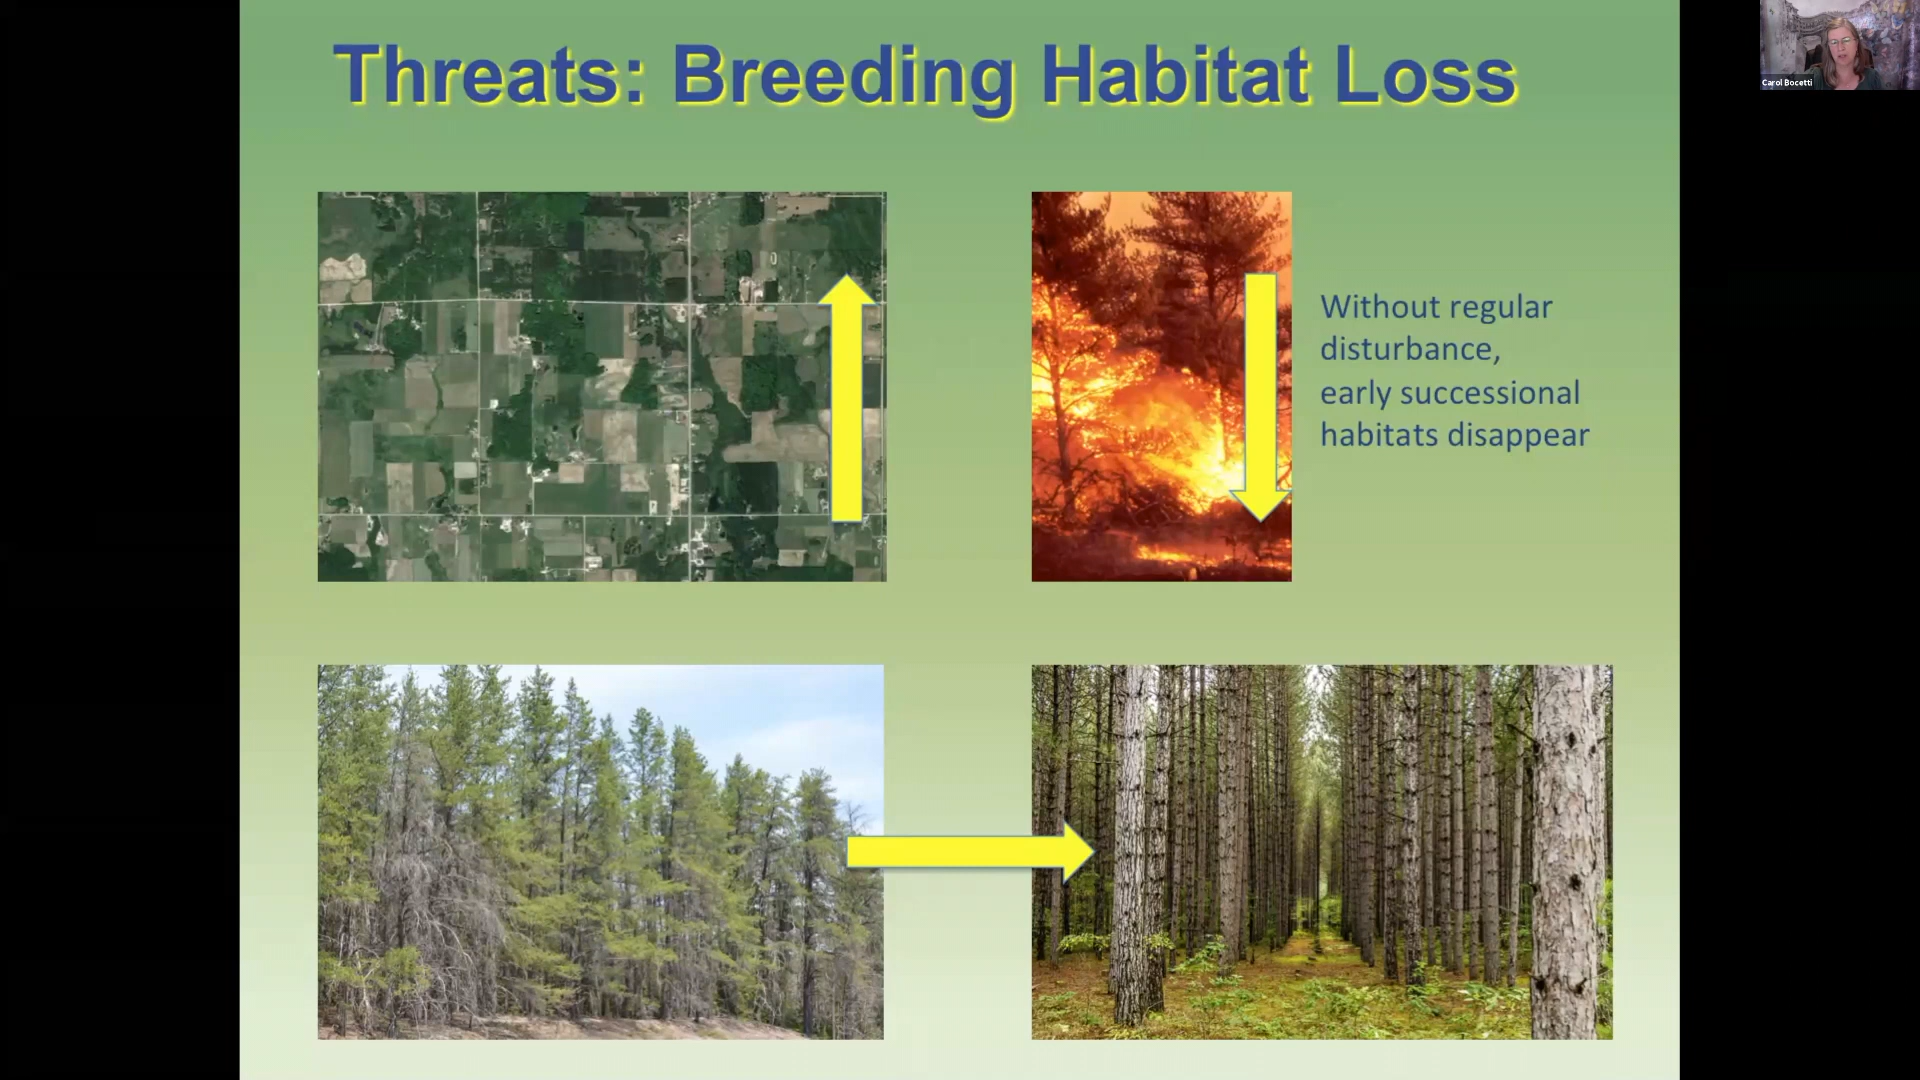 Threats: Breeding Habitat Loss
Carol Bocetti
Without regular
disturbance,
early successional
habitats disappear